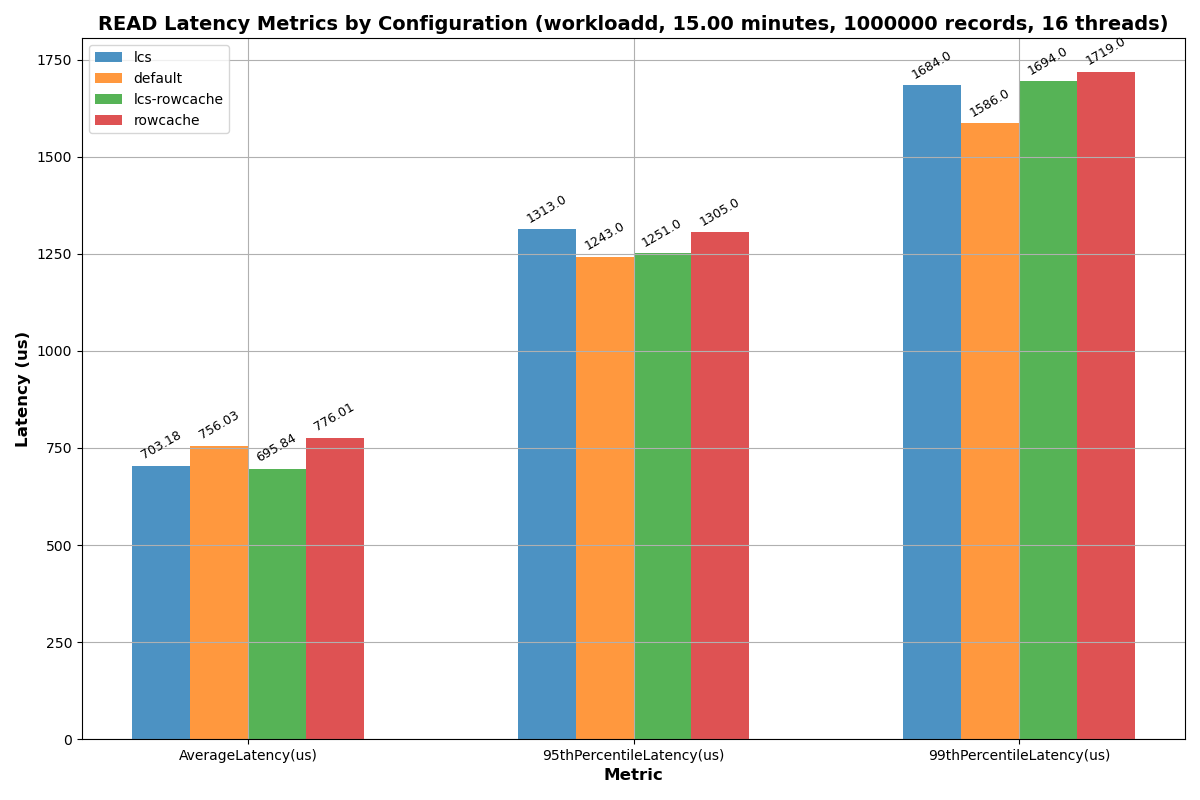 READ Latency Metrics by Configuration (workloadd, 15.00 minutes, 1000000 records, 16 threads)
lcs
default
lcs-rowcache
rowcache
Latency (us)
1750
1500
1250
1000
750
500
250
0
703.18
756.03
695.84
776.01
1313.0
1243.0
1251.0
1305.0
1684.0
1586.0
1694.0
1719.0
AverageLatency(us)
95thPercentileLatency(us)
99thPercentileLatency(us)
Metric